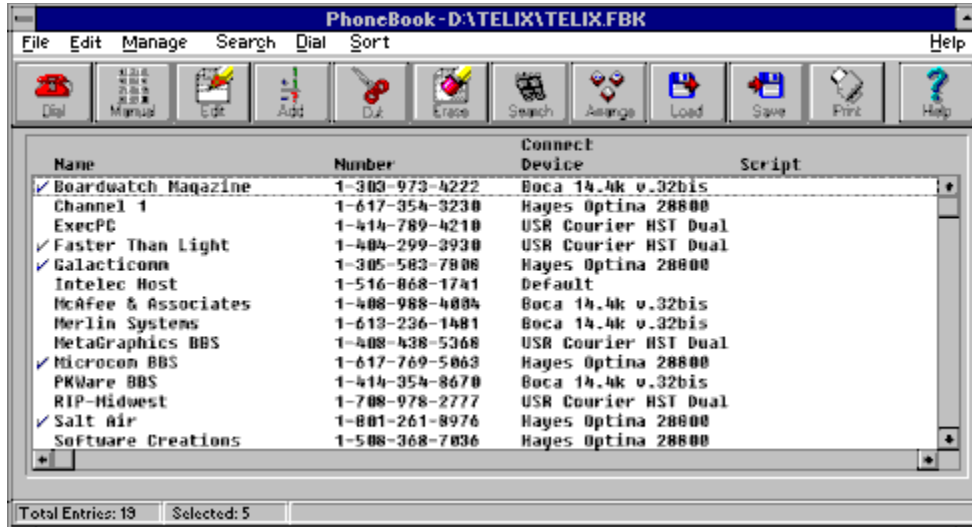 PhoneBook - D:\TELIX\TELIX.FBK
File Edit Manage Search Dial Sort Help
Dial Manual Edit Add Cut Erase Search Arrange Load Save Print Help
Connect
Name Number Device Script
Boardwatch Magazine 1-303-973-4222 Boca 14.4k v.32bis
Channel 1 1-617-354-3230 Hayes Optima 28800
ExecPC 1-414-789-4210 USR Courier HST Dual
Faster Than Light 1-404-299-3930 USR Courier HST Dual
Galacticomm 1-305-583-7808 Hayes Optima 28800
Intelec Host 1-516-868-1741 Default
McAfee & Associates 1-408-988-4004 Boca 14.4k v.32bis
Merlin Systems 1-613-236-1481 Boca 14.4k v.32bis
MetaGraphics BBS 1-408-438-5368 USR Courier HST Dual
Microcom BBS 1-617-769-5063 Hayes Optima 28800
PKWare BBS 1-414-354-8670 Boca 14.4k v.32bis
RIP-Midwest 1-708-978-2777 USR Courier HST Dual
Salt Air 1-801-261-8976 Hayes Optima 28800
Software Creations 1-508-368-7036 Hayes Optima 28800
Total Entries: 19 Selected: 5